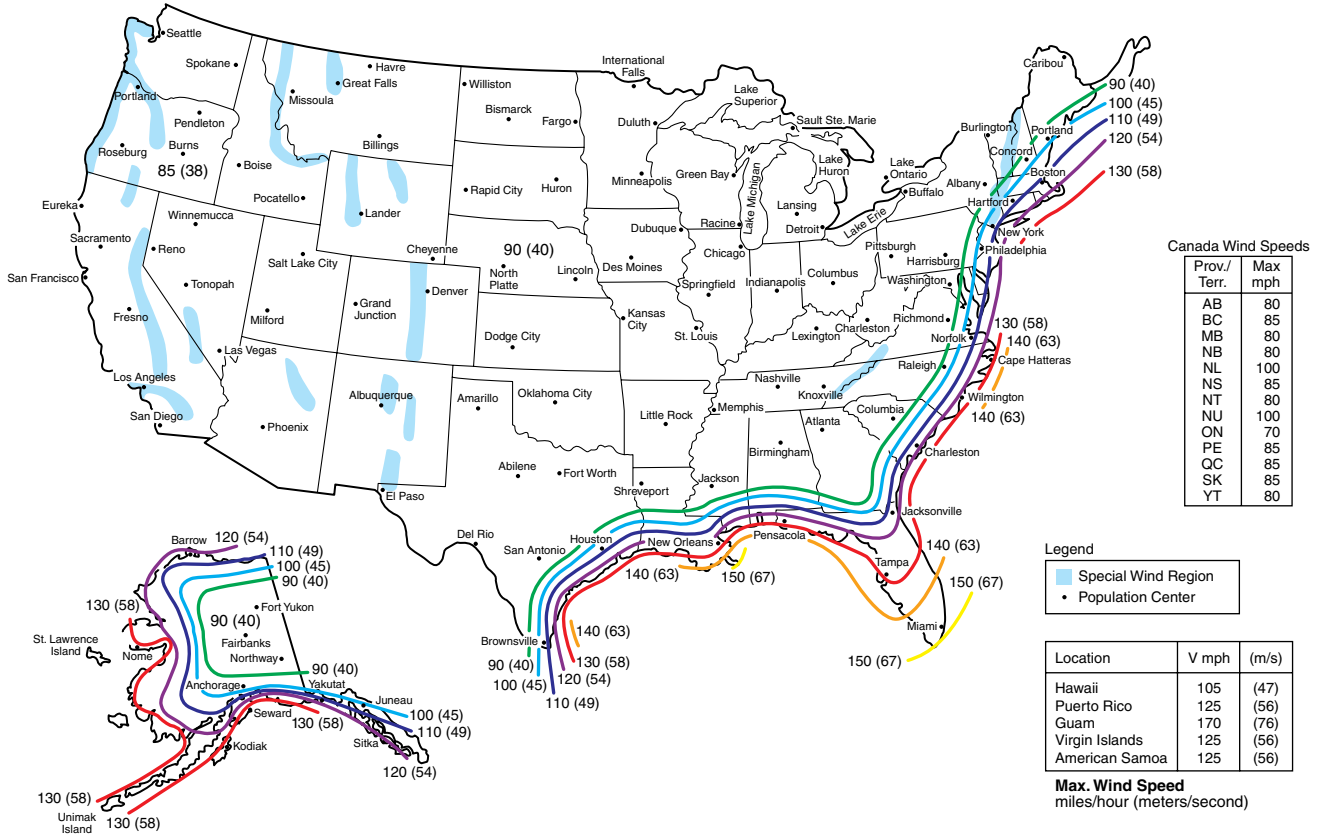 Seattle
Spokane
Portland
Pendleton
Roseburg
Burns
85 (38)
Boise
Pocatello
Missoula
Havre
Great Falls
Billings
Lander
Cheyenne
Williston
Bismarck
Fargo
Rapid City
Huron
90 (40)
North
Platte
Lincoln
International
Falls
Duluth
Minneapolis
Lake
Superior
Sault Ste. Marie
Green Bay
Lake Michigan
Lake
Huron
Lansing
Detroit
Lake Erie
Lake
Ontario
Buffalo
Racine
Dubuque
Chicago
Des Moines
Springfield
Indianapolis
Columbus
Pittsburgh
Harrisburg
Washington
Albany
Burlington
Concord
Caribou
Portland
Boston
Hartford
New York
Philadelphia
90 (40)
100 (45)
110 (49)
120 (54)
130 (58)
Eureka
Winnemucca
Sacramento
Reno
San Francisco
Tonopah
Fresno
Las Vegas
Los Angeles
San Diego
Salt Lake City
Milford
Grand
Junction
Denver
Dodge City
Kansas
City
St. Louis
Lexington
Charleston
Richmond
Norfolk
Raleigh
130 (58)
140 (63)
Cape Hatteras
Wilmington
140 (63)
Phoenix
Albuquerque
El Paso
Amarillo
Oklahoma City
Little Rock
Memphis
Nashville
Knoxville
Atlanta
Columbia
Charleston
Birmingham
Jackson
Shreveport
Abilene
Fort Worth
Del Rio
San Antonio
Houston
New Orleans
Pensacola
Jacksonville
Tampa
Miami
Brownsville
140 (63)
150 (67)
140 (63)
150 (67)
150 (67)
140 (63)
130 (58)
120 (54)
110 (49)
90 (40)
100 (45)
Barrow
120 (54)
110 (49)
100 (45)
90 (40)
130 (58)
90 (40)
Fort Yukon
Fairbanks
Northway
St. Lawrence
Island
Nome
90 (40)
Anchorage
Yakutat
Juneau
Seward
130 (58)
100 (45)
110 (49)
Sitka
120 (54)
Kodiak
130 (58)
Unimak
Island
130 (58)
Canada Wind Speeds
Prov./ Max
Terr. mph
AB 80
BC 85
MB 80
NB 80
NL 100
NS 85
NT 80
NU 100
ON 70
PE 85
QC 85
SK 85
YT 80
Legend
Special Wind Region
Population Center
Location V mph (m/s)
Hawaii 105 (47)
Puerto Rico 125 (56)
Guam 170 (76)
Virgin Islands 125 (56)
American Samoa 125 (56)
Max. Wind Speed
miles/hour (meters/second)